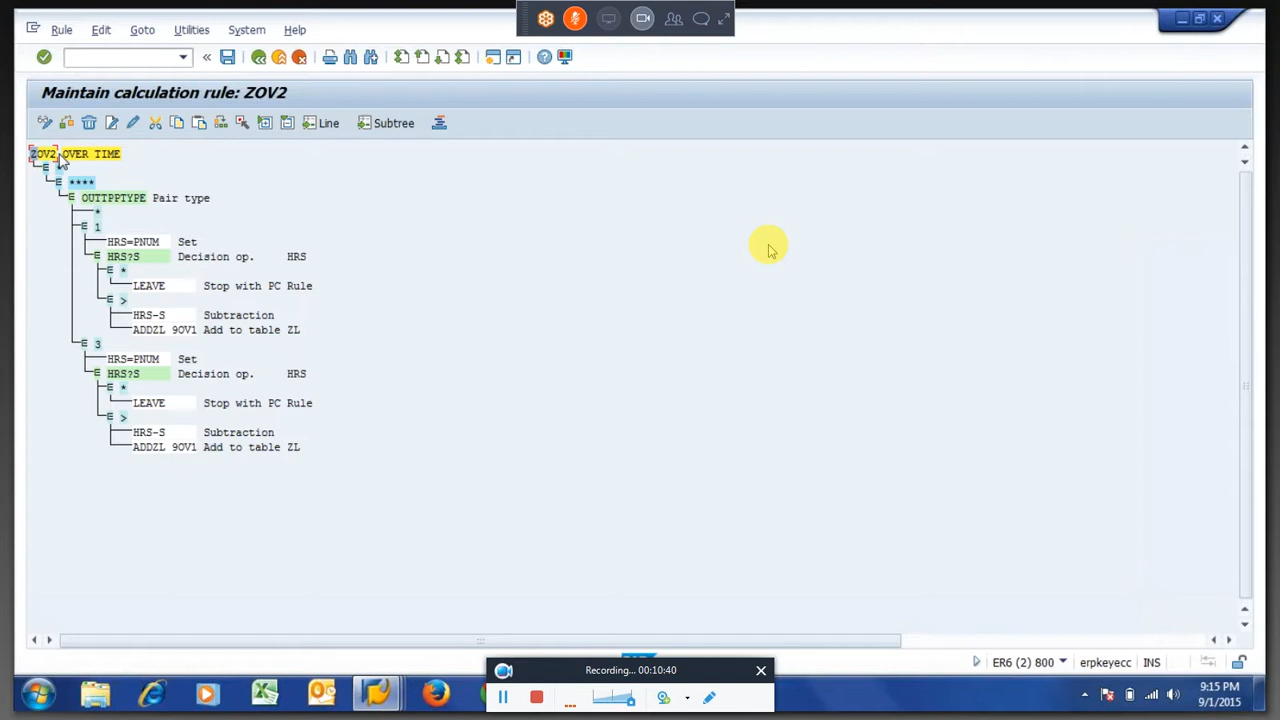 Rule Edit Goto Utilities System Help
Maintain calculation rule: ZOV2
Line Subtree
ZOV2 OVER TIME
****
OUTTPPTYPE Pair type
*
1
HRS=PNUM Set
HRS?S Decision op. HRS
*
LEAVE Stop with PC Rule
>
HRS-S Subtraction
ADDZL 9OV1 Add to table ZL
3
HRS=PNUM Set
HRS?S Decision op. HRS
*
LEAVE Stop with PC Rule
>
HRS-S Subtraction
ADDZL 9OV1 Add to table ZL
ER6 (2) 800 erpkeyecc INS
Recording... 00:10:40
9:15 PM
9/1/2015